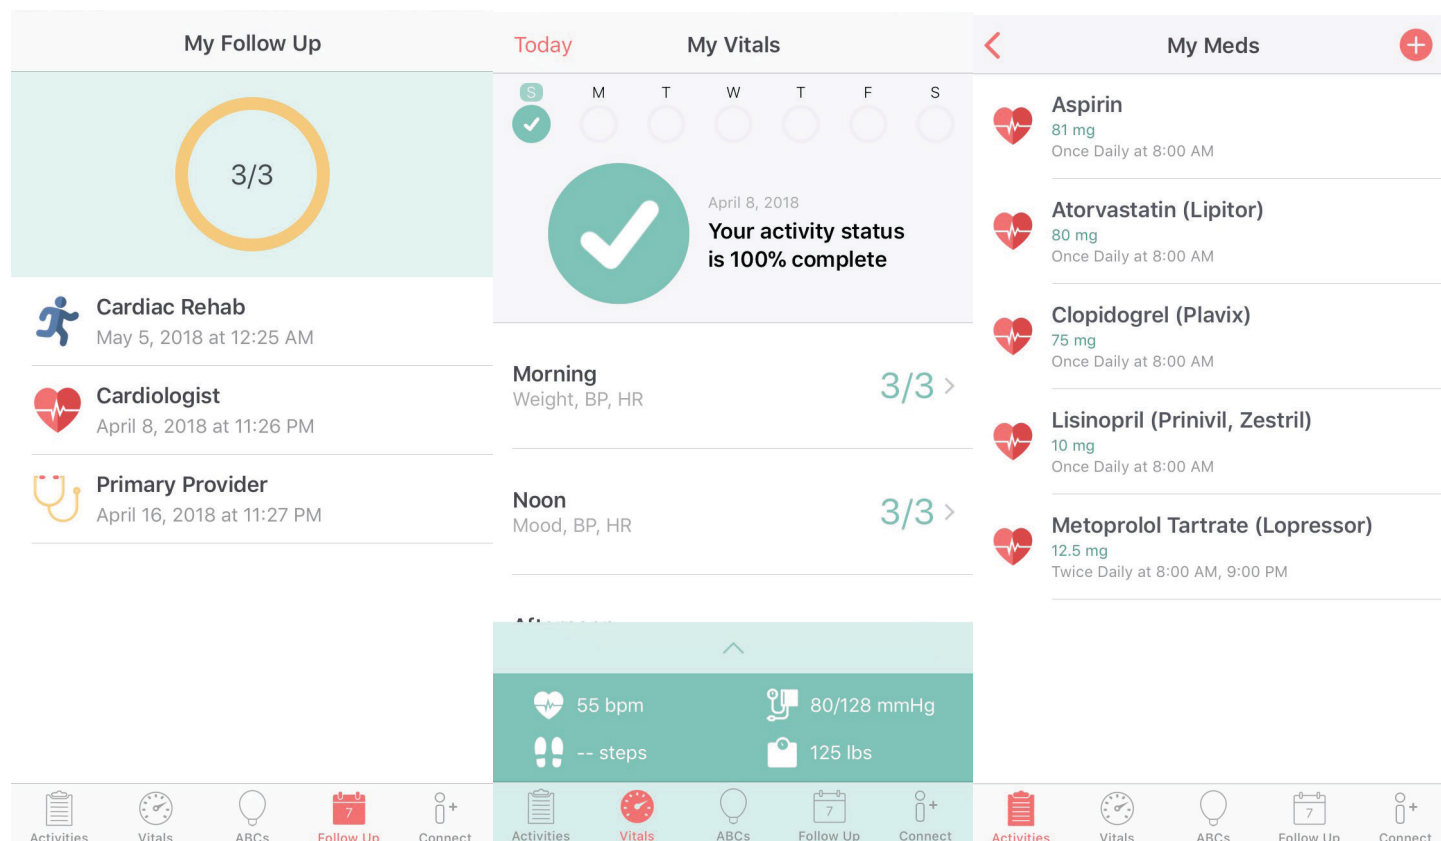 My Follow Up
3/3
Cardiac Rehab
May 5, 2018 at 12:25 AM
Cardiologist
April 8, 2018 at 11:26 PM
Primary Provider
April 16, 2018 at 11:27 PM
Activities
Vitals
ABCs
7
Follow Up
Connect
Today
My Vitals
S M T W T F S
April 8, 2018
Your activity status
is 100% complete
Morning
Weight, BP, HR
3/3
Noon
Mood, BP, HR
3/3
55 bpm
80/128 mmHg
-- steps
125 lbs
Activities
Vitals
ABCs
7
Follow Up
Connect
My Meds
Aspirin
81 mg
Once Daily at 8:00 AM
Atorvastatin (Lipitor)
80 mg
Once Daily at 8:00 AM
Clopidogrel (Plavix)
75 mg
Once Daily at 8:00 AM
Lisinopril (Prinivil, Zestril)
10 mg
Once Daily at 8:00 AM
Metoprolol Tartrate (Lopressor)
12.5 mg
Twice Daily at 8:00 AM, 9:00 PM
Activities
Vitals
ABCs
7
Follow Up
Connect